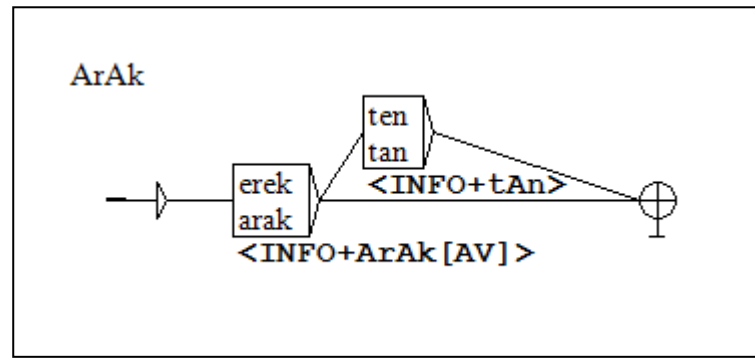 ArAk
ten
tan
<INFO+tAn>
erek
arak
<INFO+ArAk[AV]>